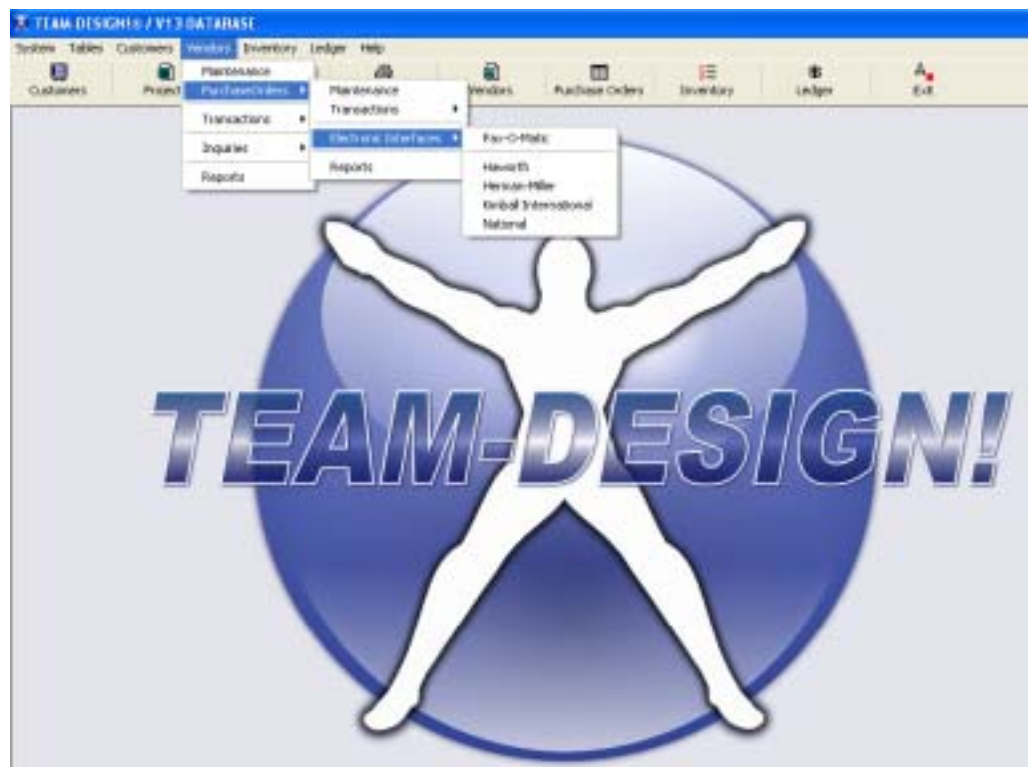 TEAM DESIGN!® / V13 DATABASE
System Tables Customers Vendors Inventory Ledger Help
Customers Project Vendors Purchase Orders Inventory Ledger Exit
Maintenance
PurchaseOrders
Transactions
Inquiries
Reports
Maintenance
Transactions
Electronic Interfaces
Reports
Fax-O-Matic
Haworth
Herman-Miller
Kimball International
National
TEAM-DESIGN!